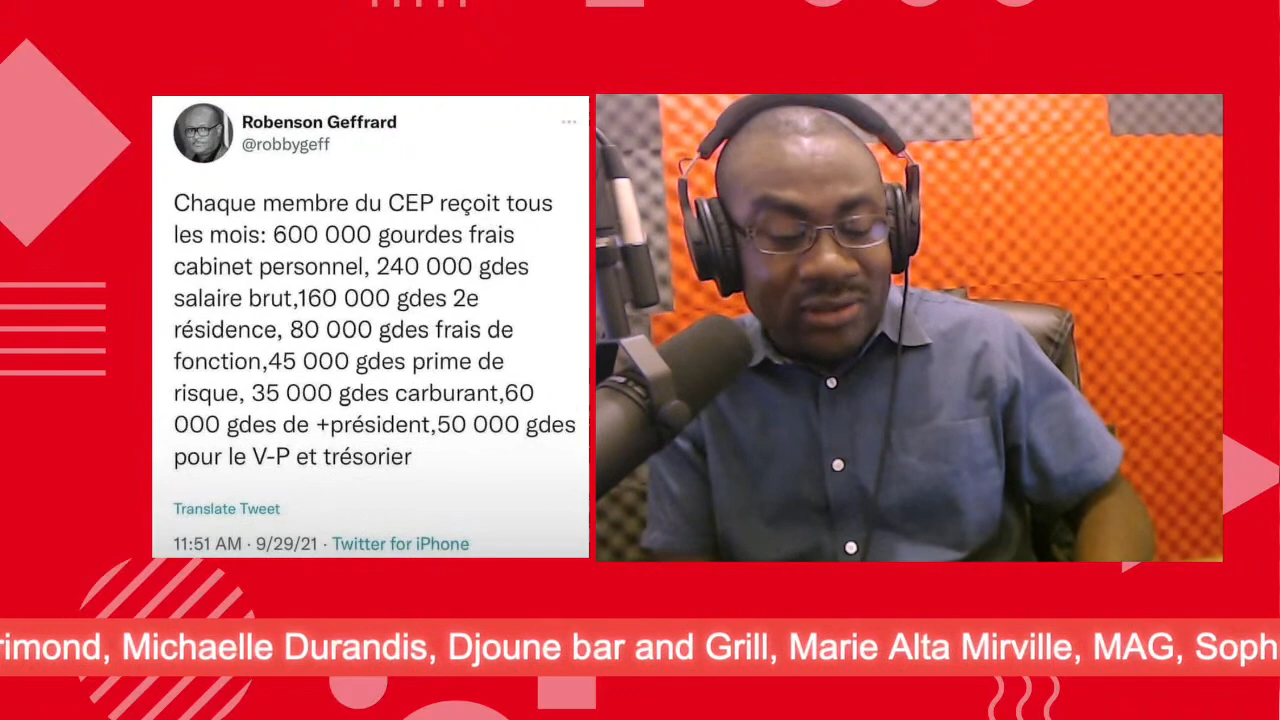 Robenson Geffrard
@robbygeff
Chaque membre du CEP reçoit tous
les mois: 600 000 gourdes frais
cabinet personnel, 240 000 gdes
salaire brut,160 000 gdes 2e
résidence, 80 000 gdes frais de
fonction,45 000 gdes prime de
risque, 35 000 gdes carburant,60
000 gdes de +président,50 000 gdes
pour le V-P et trésorier
Translate Tweet
11:51 AM · 9/29/21 · Twitter for iPhone
rimond, Michaelle Durandis, Djoune bar and Grill, Marie Alta Mirville, MAG, Soph